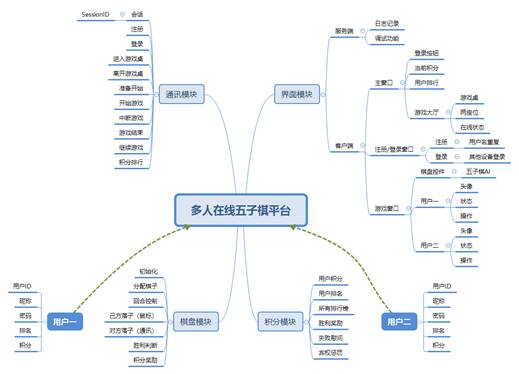 多人在线五子棋平台
通讯模块
会话
SessionID
注册
登录
进入游戏桌
离开游戏桌
准备开始
开始游戏
中断游戏
游戏结束
继续游戏
积分排行
界面模块
服务端
日志记录
调试功能
客户端
主窗口
登录按钮
当前积分
用户排行
游戏大厅
游戏桌
两座位
在线状态
注册/登录窗口
注册
用户名重复
登录
其他设备登录
游戏窗口
棋盘控件
五子棋AI
用户一
头像
状态
操作
用户二
头像
状态
操作
棋盘模块
初始化
分配棋子
回合控制
己方落子（鼠标）
对方落子（通讯）
胜利判断
积分奖励
积分模块
用户积分
用户排名
所有排行榜
胜利奖励
失败慰问
弃权惩罚
用户一
用户ID
昵称
密码
排名
积分
用户二
用户ID
昵称
密码
排名
积分